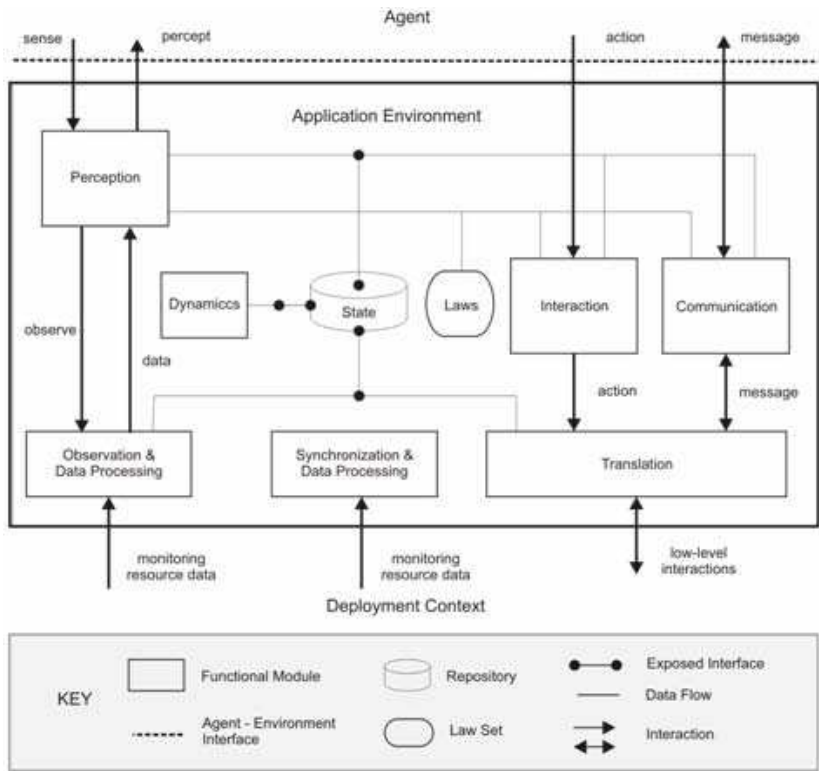 Agent
sense
percept
action
message
Application Environment
Perception
Dynamiccs
State
Laws
Interaction
Communication
observe
data
action
message
Observation &
Data Processing
Synchronization &
Data Processing
Translation
monitoring
resource data
monitoring
resource data
low-level
interactions
Deployment Context
KEY
Functional Module
Repository
Exposed Interface
Data Flow
Agent - Environment
Interface
Law Set
Interaction